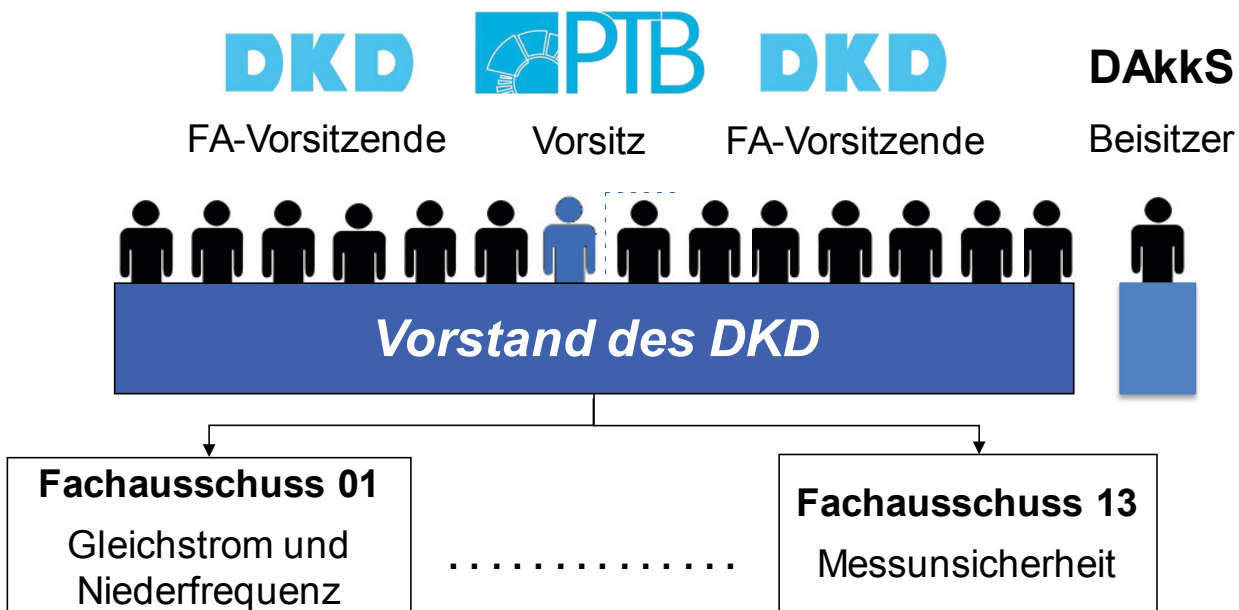 DKD PTB DKD DAkkS
FA-Vorsitzende Vorsitz FA-Vorsitzende Beisitzer
Vorstand des DKD
Fachausschuss 01
Gleichstrom und
Niederfrequenz
..............
Fachausschuss 13
Messunsicherheit